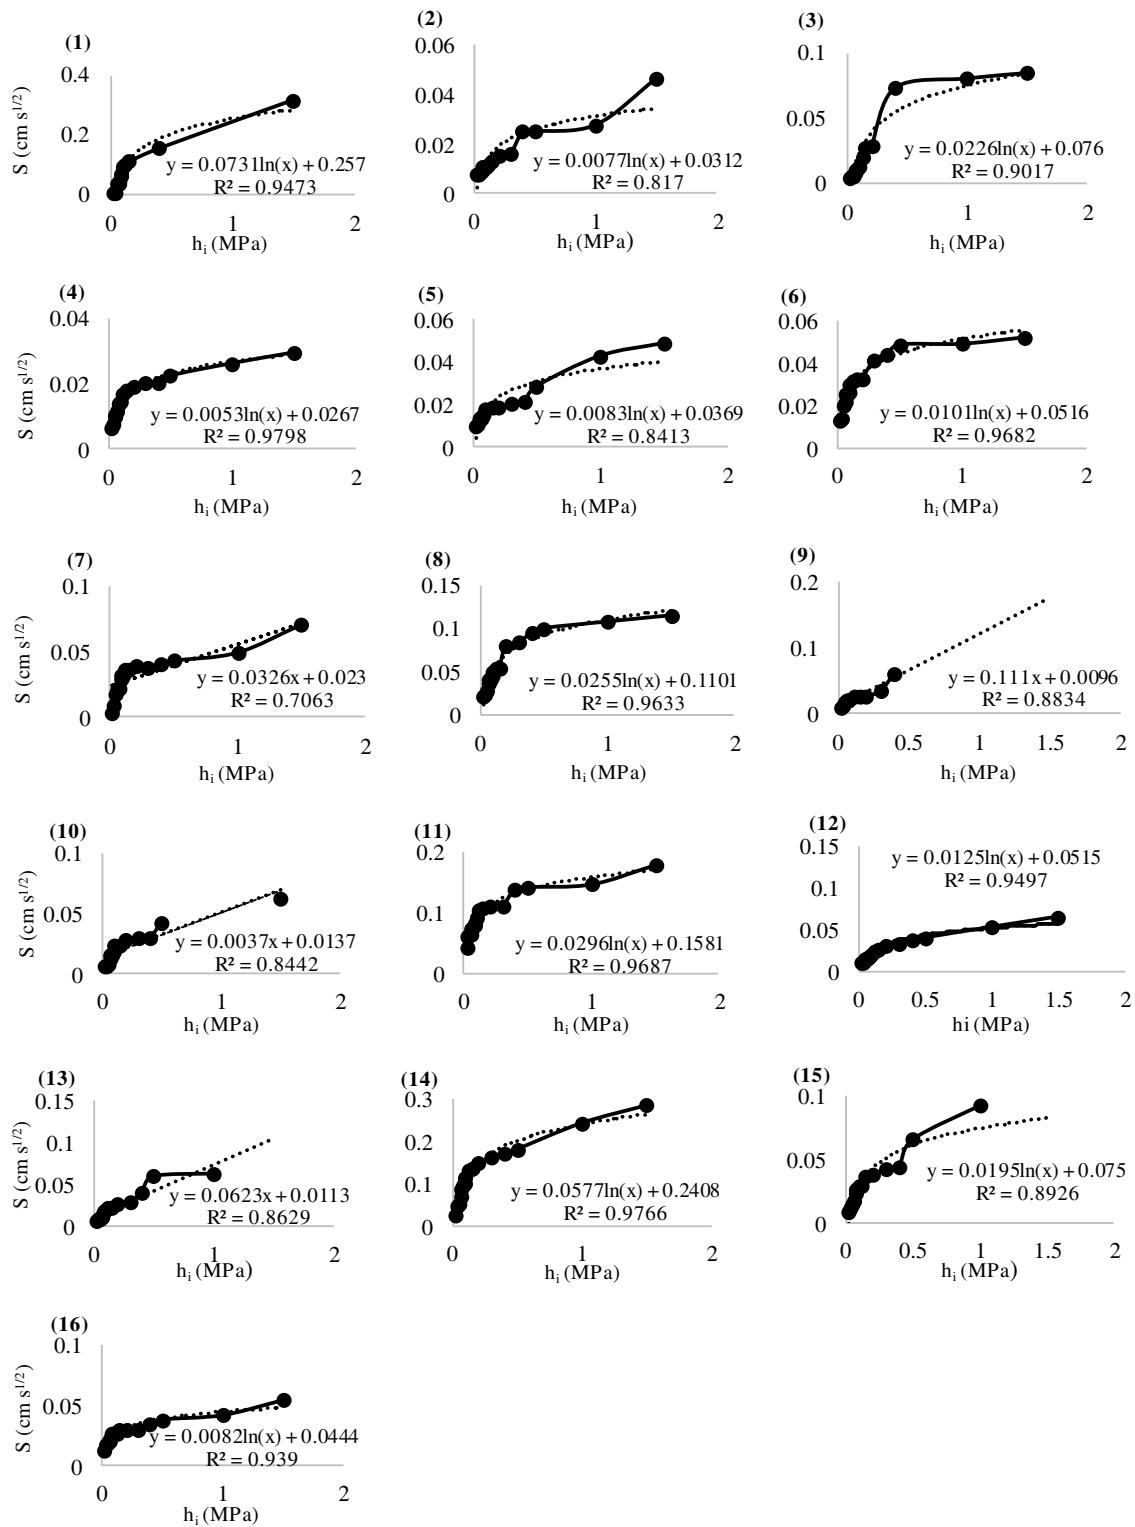 (1)
S (cm s1/2)
0.4
0.2
0
y = 0.0731ln(x) + 0.257
R² = 0.9473
0 1 2
hi (MPa)
(2)
0.06
0.04
0.02
0
y = 0.0077ln(x) + 0.0312
R² = 0.817
0 1 2
hi (MPa)
(3)
0.1
0.05
0
y = 0.0226ln(x) + 0.076
R² = 0.9017
0 1 2
hi (MPa)
(4)
S (cm s1/2)
0.04
0.02
0
y = 0.0053ln(x) + 0.0267
R² = 0.9798
0 1 2
hi (MPa)
(5)
0.06
0.04
0.02
0
y = 0.0083ln(x) + 0.0369
R² = 0.8413
0 1 2
hi (MPa)
(6)
0.06
0.04
0.02
0
y = 0.0101ln(x) + 0.0516
R² = 0.9682
0 1 2
hi (MPa)
(7)
S (cm s1/2)
0.1
0.05
0
y = 0.0326x + 0.023
R² = 0.7063
0 1 2
hi (MPa)
(8)
0.15
0.1
0.05
0
y = 0.0255ln(x) + 0.1101
R² = 0.9633
0 1 2
hi (MPa)
(9)
0.2
0.1
0
y = 0.111x + 0.0096
R² = 0.8834
0 0.5 1 1.5 2
hi (MPa)
(10)
S (cm s1/2)
0.1
0.05
0
y = 0.0037x + 0.0137
R² = 0.8442
0 1 2
hi (MPa)
(11)
0.2
0.1
0
y = 0.0296ln(x) + 0.1581
R² = 0.9687
0 1 2
hi (MPa)
(12)
0.15
0.1
0.05
0
y = 0.0125ln(x) + 0.0515
R² = 0.9497
0 0.5 1 1.5 2
hi (MPa)
(13)
S (cm s1/2)
0.15
0.1
0.05
0
y = 0.0623x + 0.0113
R² = 0.8629
0 1 2
hi (MPa)
(14)
0.3
0.2
0.1
0
y = 0.0577ln(x) + 0.2408
R² = 0.9766
0 1 2
hi (MPa)
(15)
0.1
0.05
0
y = 0.0195ln(x) + 0.075
R² = 0.8926
0 0.5 1 1.5 2
hi (MPa)
(16)
S (cm s1/2)
0.1
0.05
0
y = 0.0082ln(x) + 0.0444
R² = 0.939
0 1 2
hi (MPa)